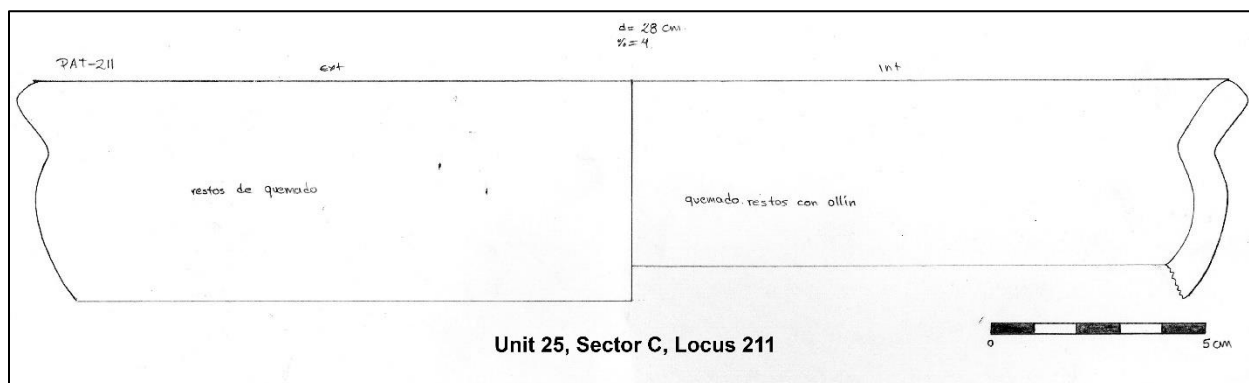 d= 28 cm.
%=4
PAT-211 ext int
restos de quemado
quemado. restos con ollín
Unit 25, Sector C, Locus 211
0 5 cm